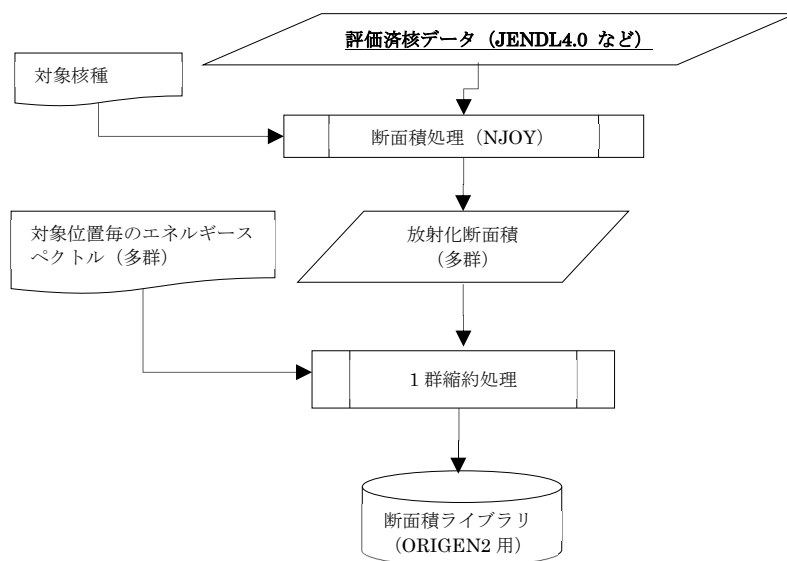 評価済核データ（JENDL4.0 など）
対象核種
断面積処理（NJOY）
対象位置毎のエネルギース
ペクトル（多群）
放射化断面積
（多群）
1 群縮約処理
断面積ライブラリ
（ORIGEN2 用）